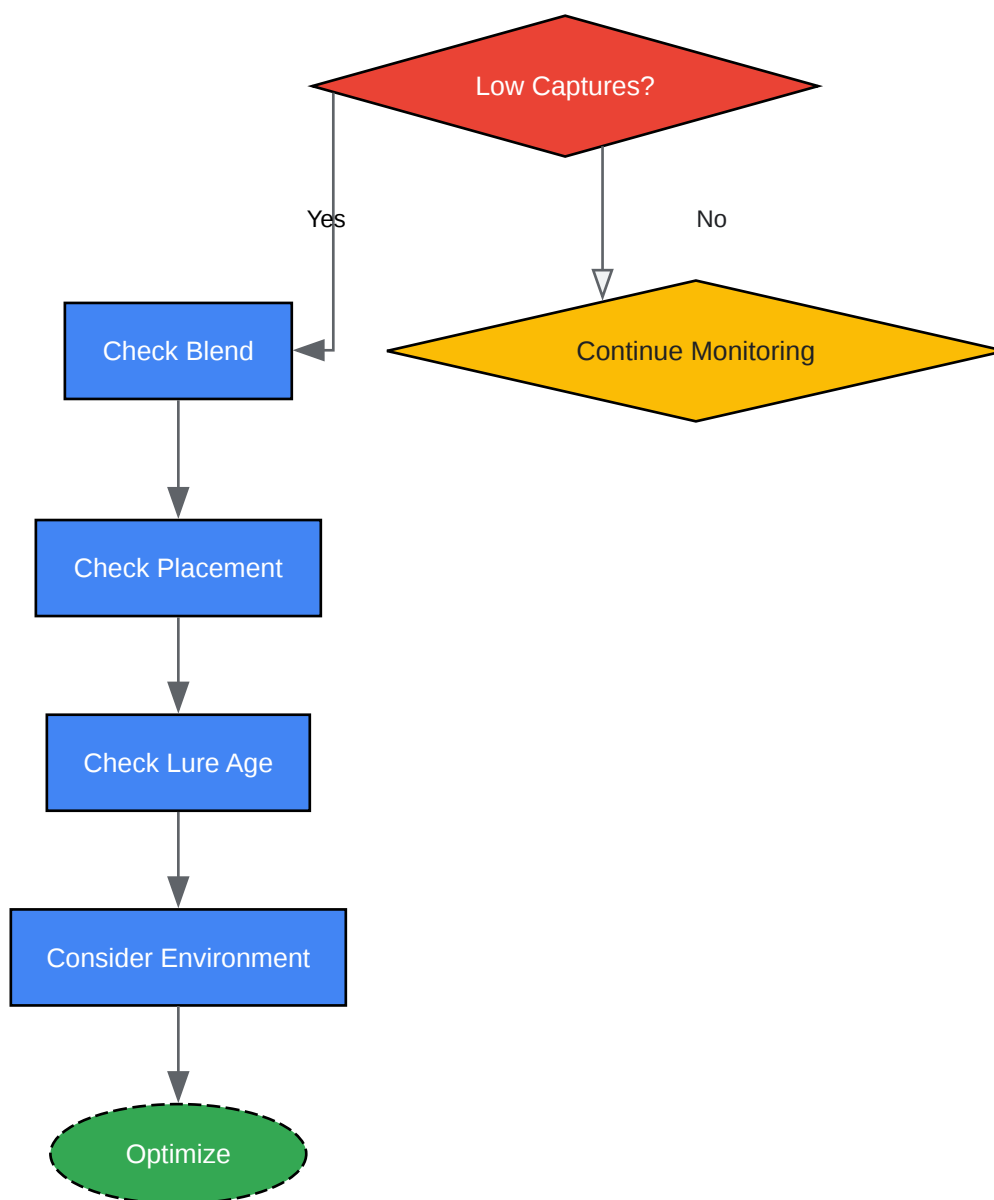 Low Captures?
Yes
No
Check Blend
Continue Monitoring
Check Placement
Check Lure Age
Consider Environment
Optimize